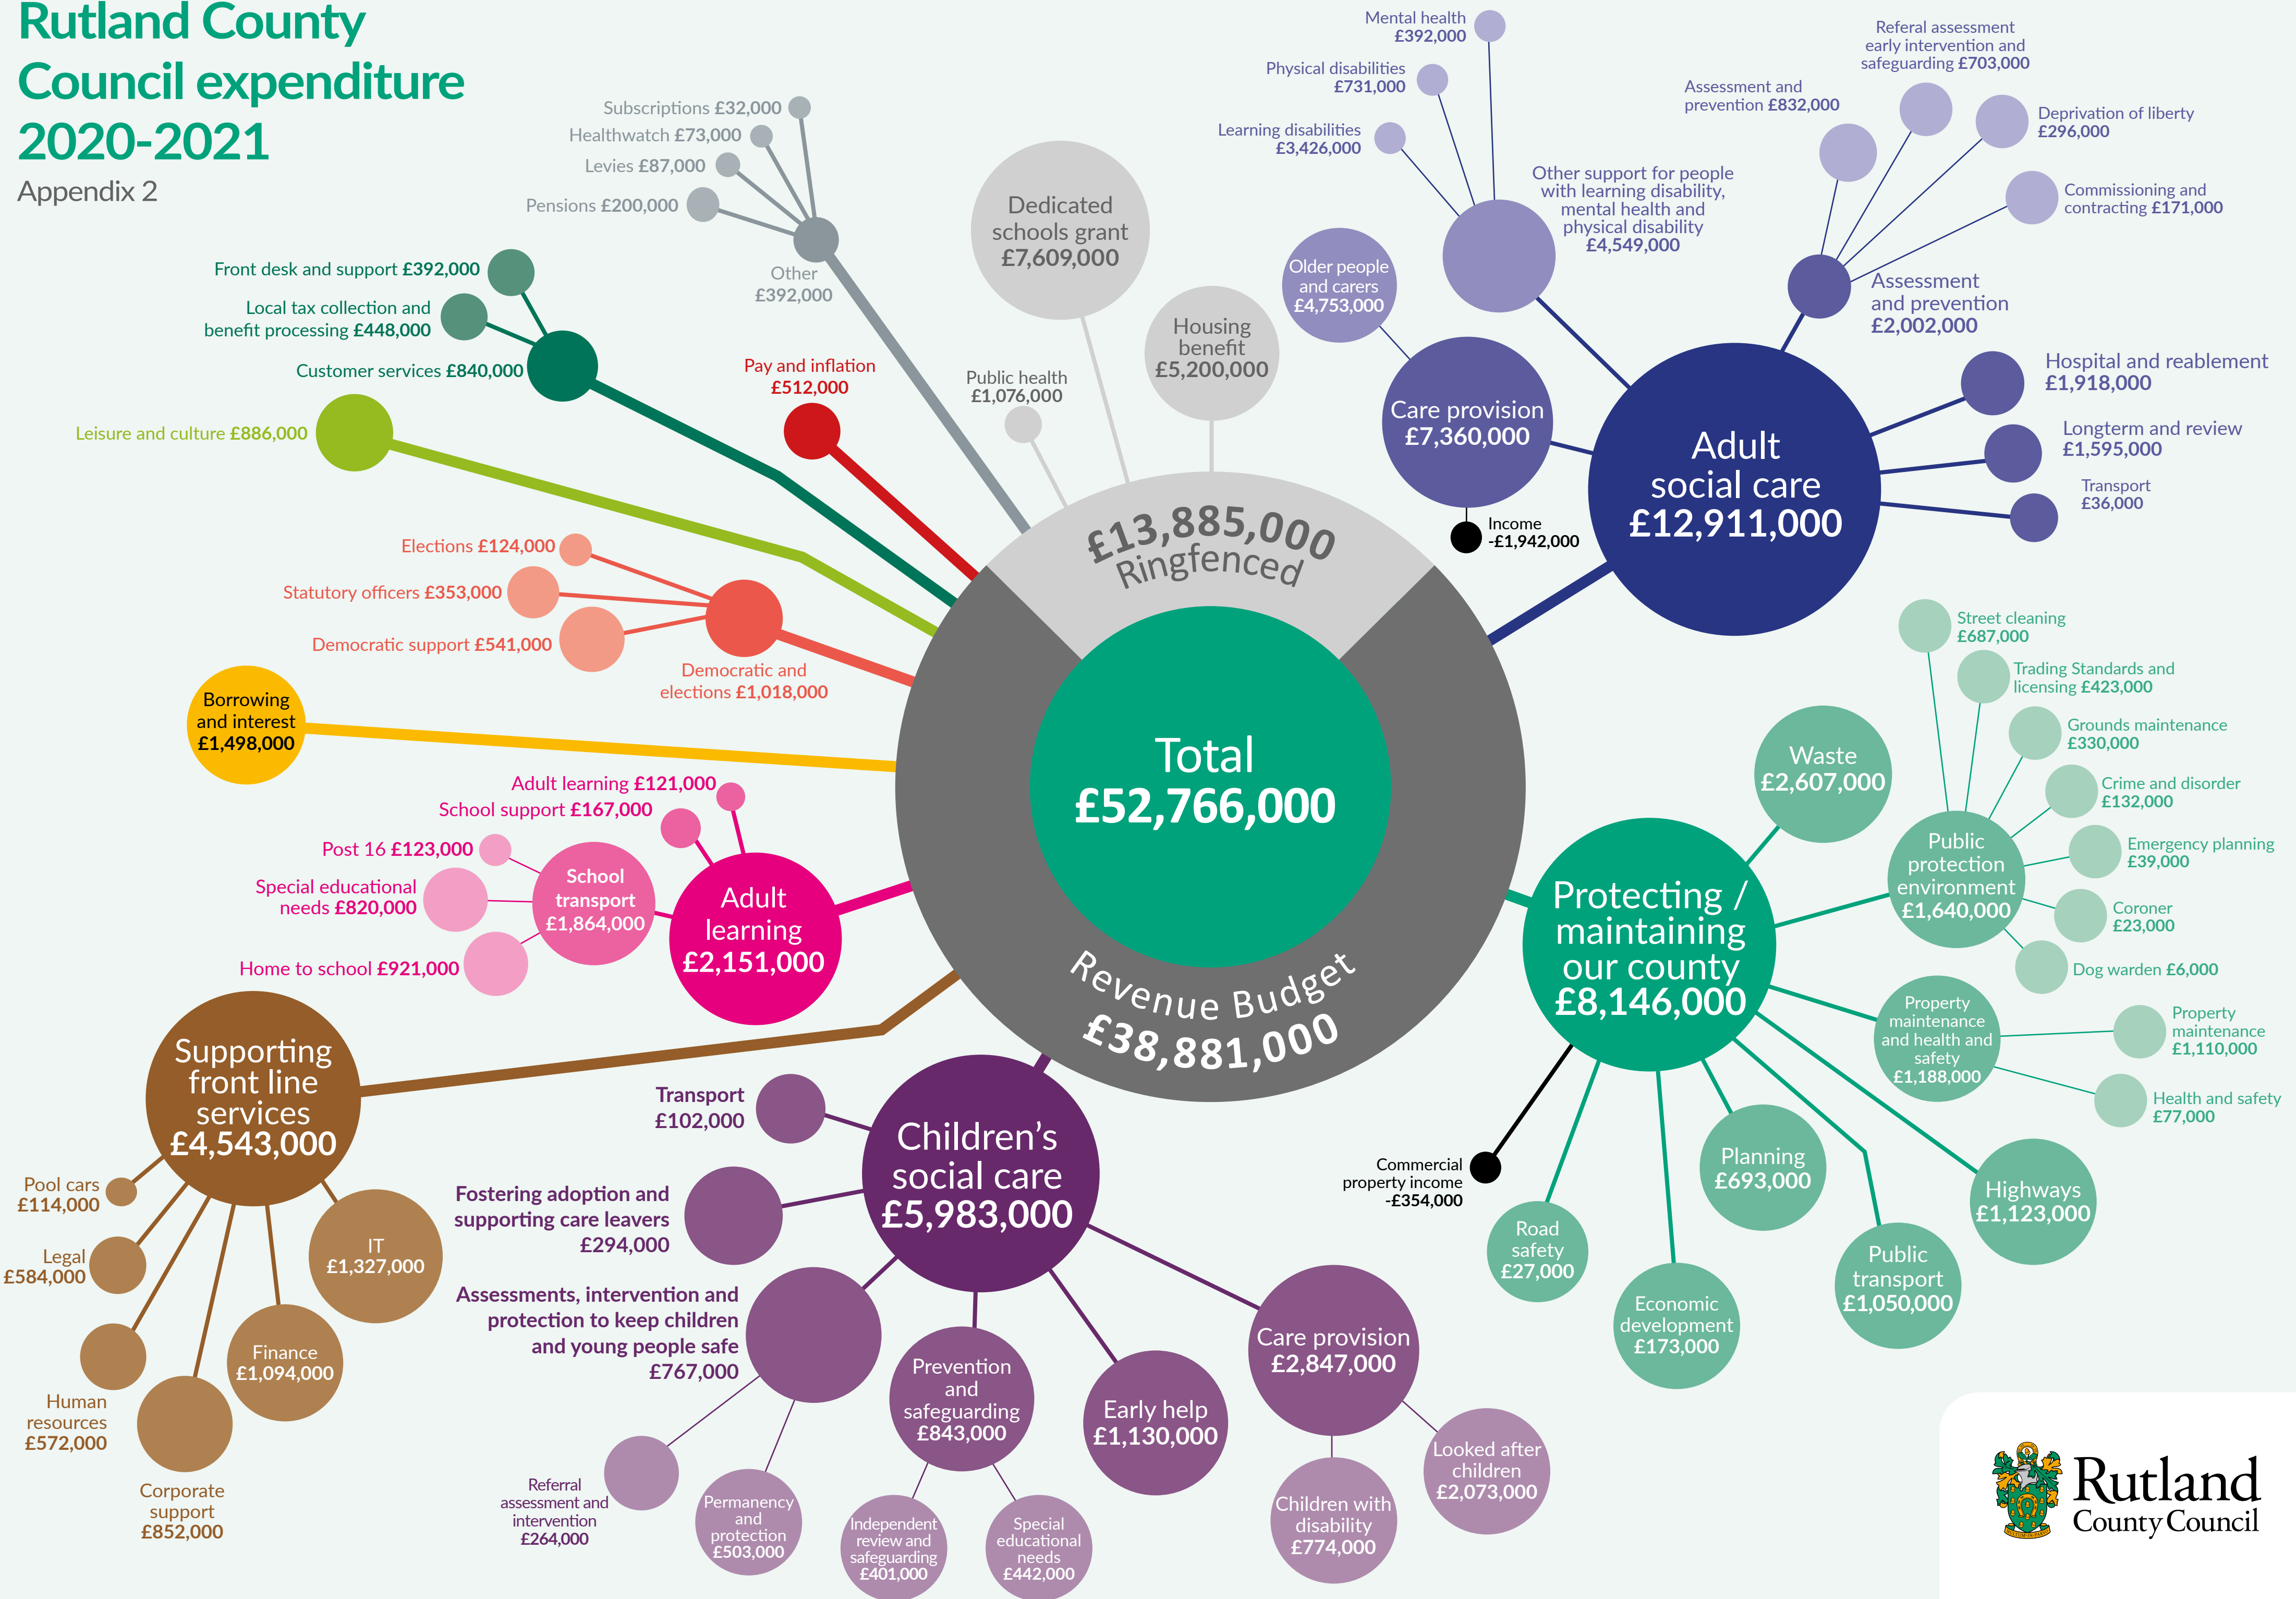 Rutland County
Council expenditure
2020-2021
Appendix 2
Subscriptions £32,000
Healthwatch £73,000
Levies £87,000
Pensions £200,000
Other
£392,000
Front desk and support £392,000
Local tax collection and
benefit processing £448,000
Customer services £840,000
Leisure and culture £886,000
Pay and inflation
£512,000
Elections £124,000
Statutory officers £353,000
Democratic support £541,000
Democratic and
elections £1,018,000
Borrowing
and interest
£1,498,000
Adult learning £121,000
School support £167,000
Post 16 £123,000
Special educational
needs £820,000
Home to school £921,000
School
transport
£1,864,000
Adult
learning
£2,151,000
Supporting
front line
services
£4,543,000
Pool cars
£114,000
Legal
£584,000
Human
resources
£572,000
Corporate
support
£852,000
Finance
£1,094,000
IT
£1,327,000
Dedicated
schools grant
£7,609,000
Housing
benefit
£5,200,000
Public health
£1,076,000
£13,885,000
Ringfenced
Total
£52,766,000
Revenue Budget
£38,881,000
Mental health
£392,000
Physical disabilities
£731,000
Learning disabilities
£3,426,000
Other support for people
with learning disability,
mental health and
physical disability
£4,549,000
Older people
and carers
£4,753,000
Care provision
£7,360,000
Income
-£1,942,000
Adult
social care
£12,911,000
Assessment and
prevention £832,000
Referal assessment
early intervention and
safeguarding £703,000
Deprivation of liberty
£296,000
Commissioning and
contracting £171,000
Assessment
and prevention
£2,002,000
Hospital and reablement
£1,918,000
Longterm and review
£1,595,000
Transport
£36,000
Street cleaning
£687,000
Trading Standards and
licensing £423,000
Grounds maintenance
£330,000
Crime and disorder
£132,000
Emergency planning
£39,000
Coroner
£23,000
Dog warden £6,000
Waste
£2,607,000
Public
protection
environment
£1,640,000
Protecting /
maintaining
our county
£8,146,000
Property
maintenance
and health and
safety
£1,188,000
Property
maintenance
£1,110,000
Health and safety
£77,000
Highways
£1,123,000
Public
transport
£1,050,000
Planning
£693,000
Economic
development
£173,000
Road
safety
£27,000
Commercial
property income
-£354,000
Children's
social care
£5,983,000
Transport
£102,000
Fostering adoption and
supporting care leavers
£294,000
Assessments, intervention and
protection to keep children
and young people safe
£767,000
Referral
assessment and
intervention
£264,000
Permanency
and
protection
£503,000
Prevention
and
safeguarding
£843,000
Independent
review and
safeguarding
£401,000
Special
educational
needs
£442,000
Early help
£1,130,000
Care provision
£2,847,000
Children with
disability
£774,000
Looked after
children
£2,073,000
Rutland
County Council